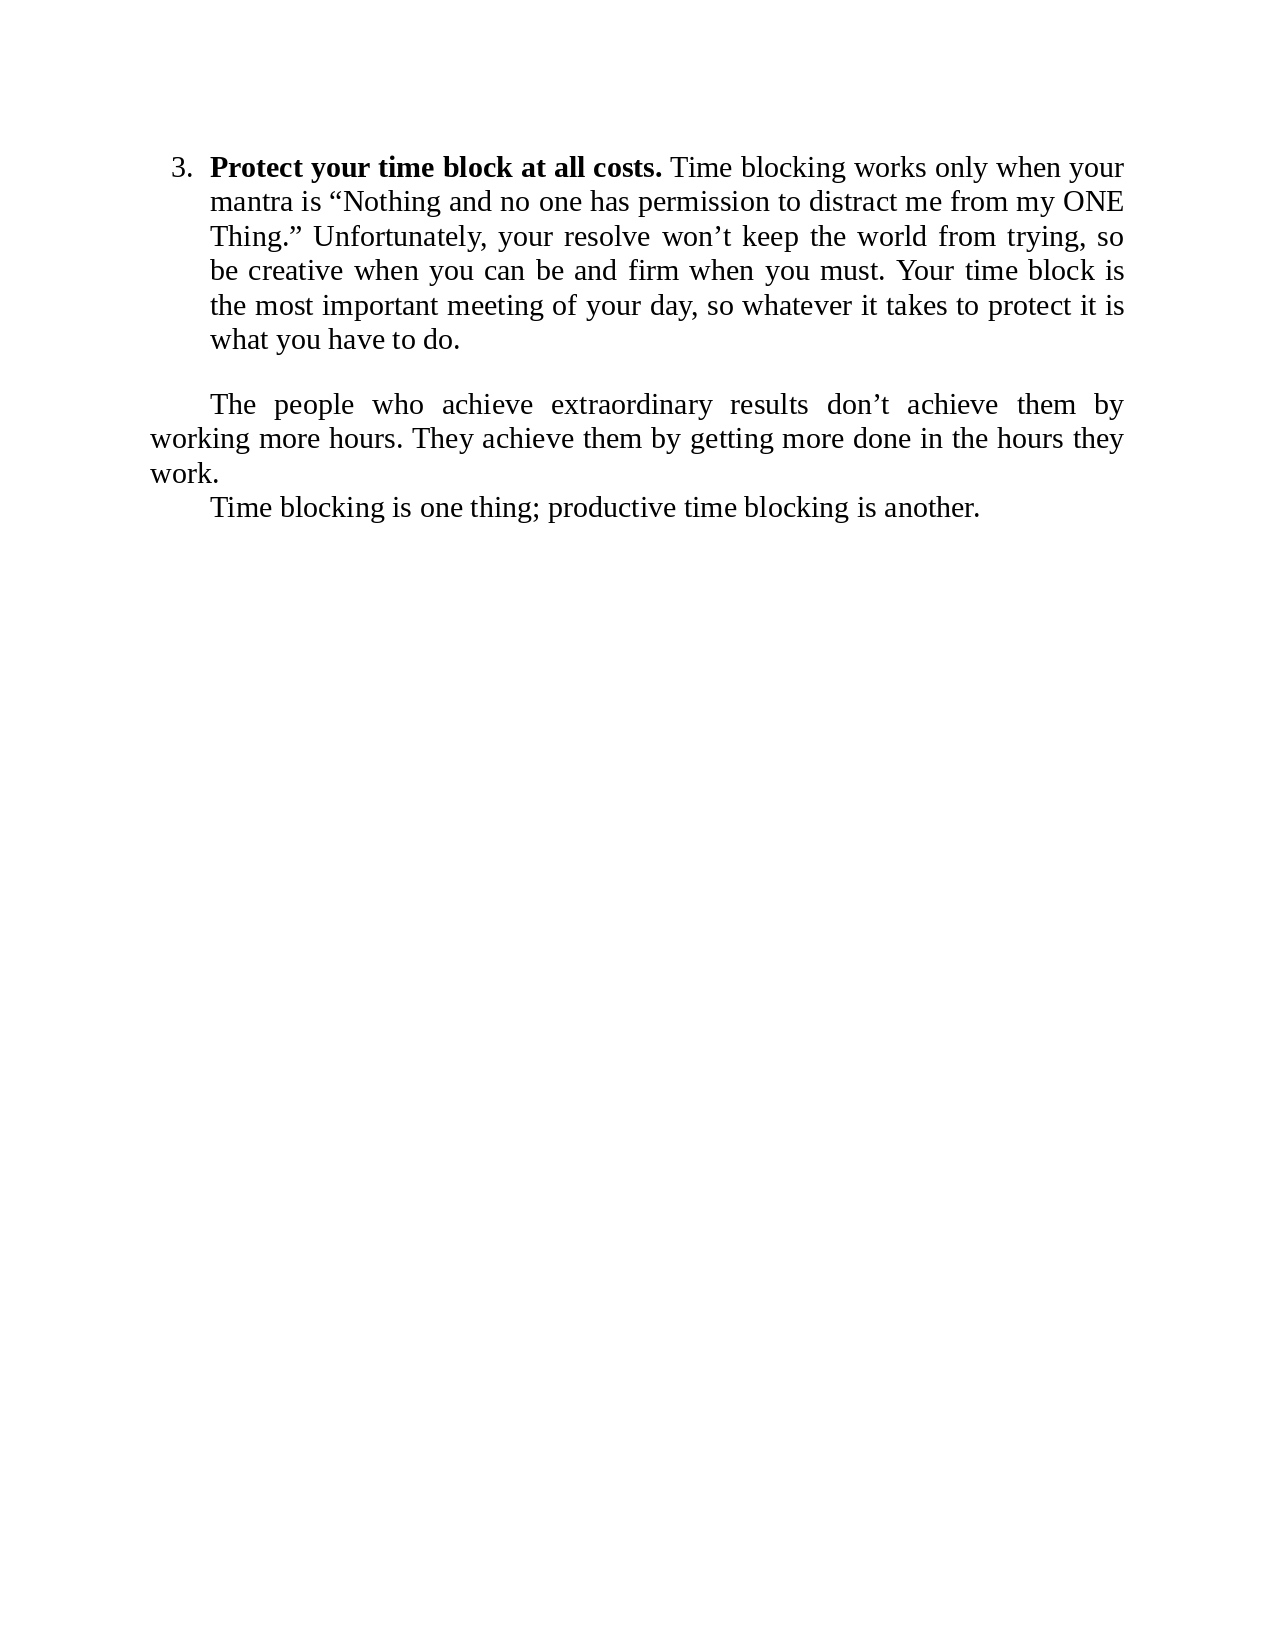 3. Protect your time block at all costs. Time blocking works only when your
mantra is “Nothing and no one has permission to distract me from my ONE
Thing.” Unfortunately, your resolve won’t keep the world from trying, so
be creative when you can be and firm when you must. Your time block is
the most important meeting of your day, so whatever it takes to protect it is
what you have to do.
The people who achieve extraordinary results don’t achieve them by
working more hours. They achieve them by getting more done in the hours they
work.
Time blocking is one thing; productive time blocking is another.